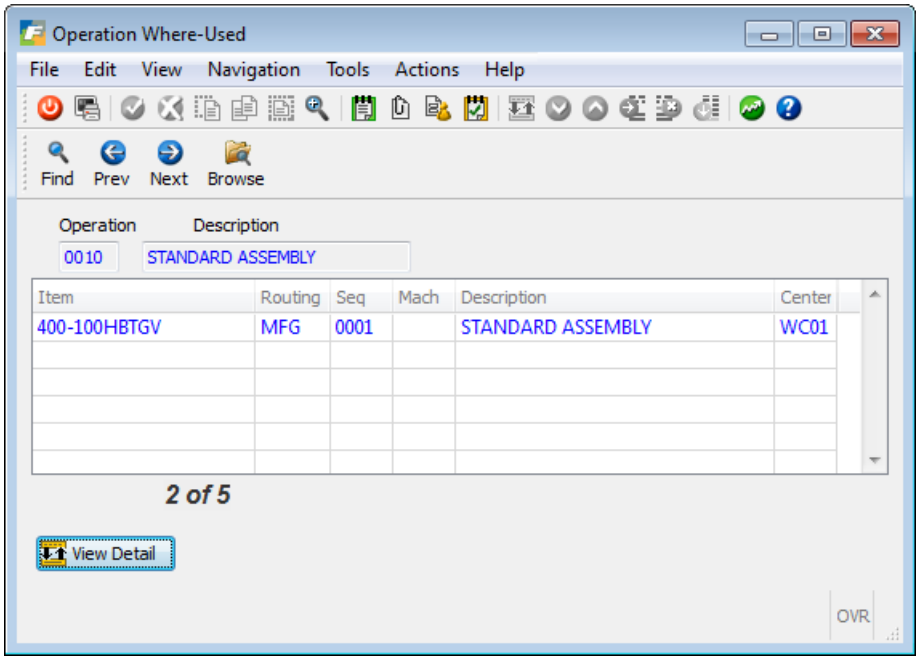 Operation Where-Used
File Edit View Navigation Tools Actions Help
Find Prev Next Browse
Operation Description
0010 STANDARD ASSEMBLY
Item Routing Seq Mach Description Center
400-100HBTGV MFG 0001 STANDARD ASSEMBLY WC01
2 of 5
View Detail
OVR